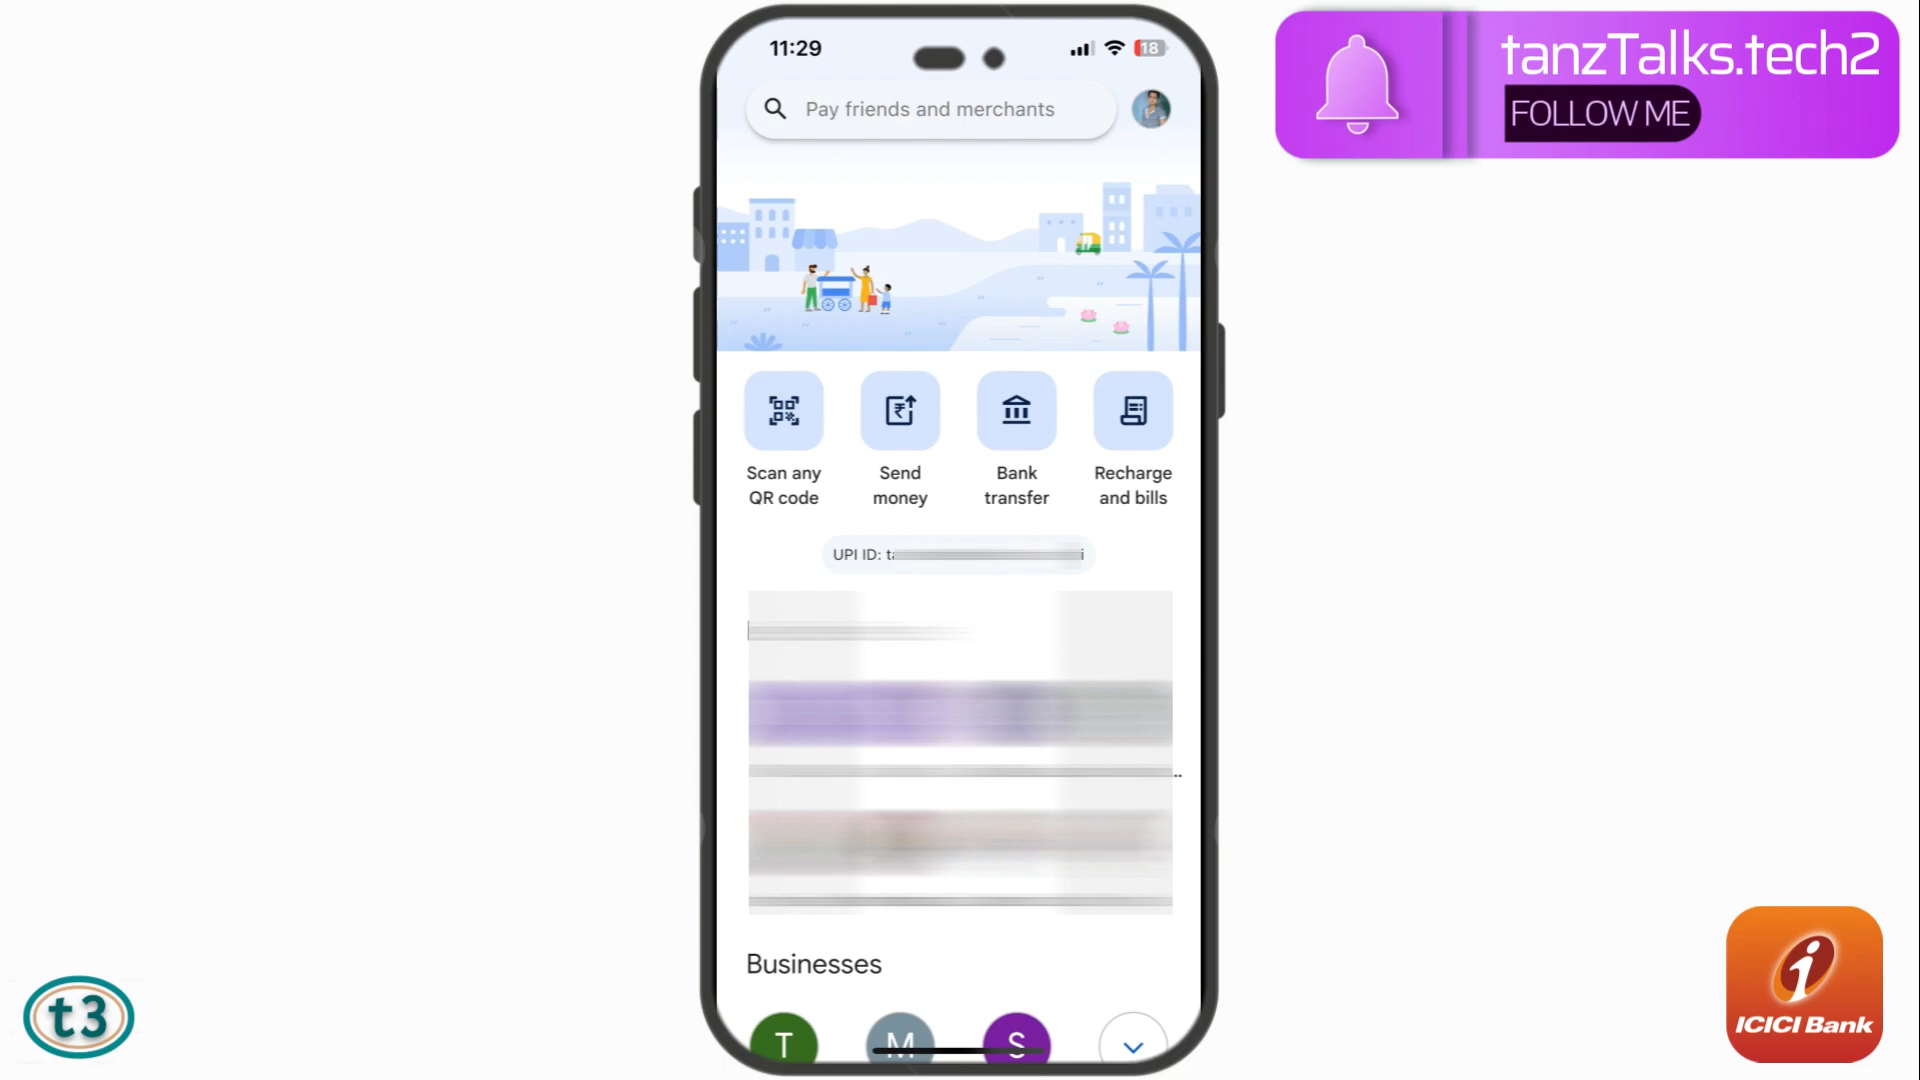 11:29
18
Pay friends and merchants
Scan any
QR code
Send
money
Bank
transfer
Recharge
and bills
UPI ID:
Businesses
T
M
S
tanzTalks.tech2
FOLLOW ME
t3
i
ICICI Bank